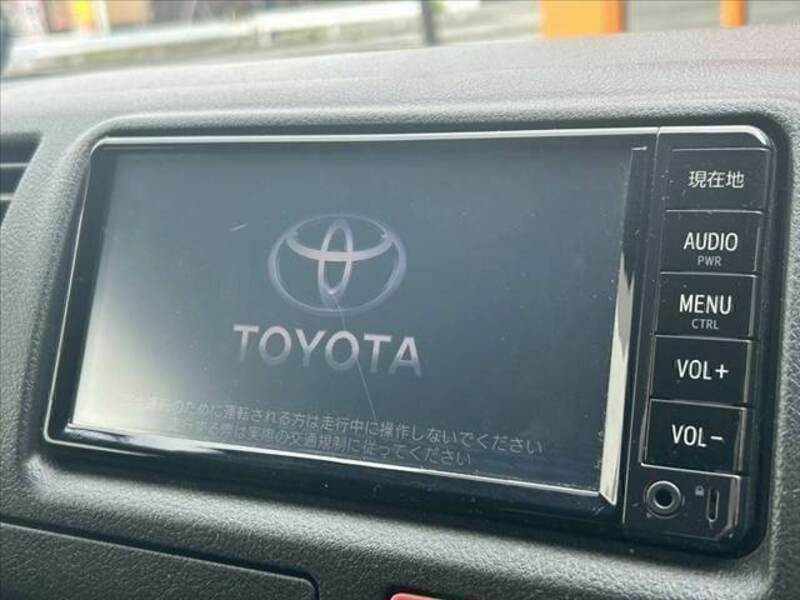 TOYOTA
運転のために運転される方は走行中に操作しないでください
する際は実際の交通規制に従ってください
現在地
AUDIO
PWR
MENU
CTRL
VOL+
VOL-